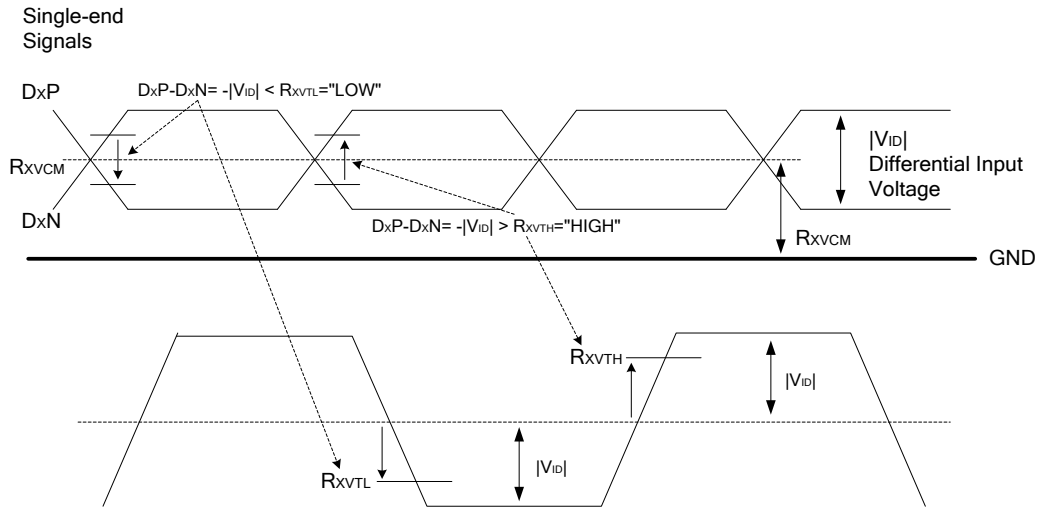 Single-end
Signals
DxP
DxP-DxN= -|VID| < RXVTL="LOW"
RXVCM
|VID|
Differential Input
Voltage
DxN
DxP-DxN= -|VID| > RXVTH="HIGH"
RXVCM
GND
RXVTH
|VID|
RXVTL
|VID|